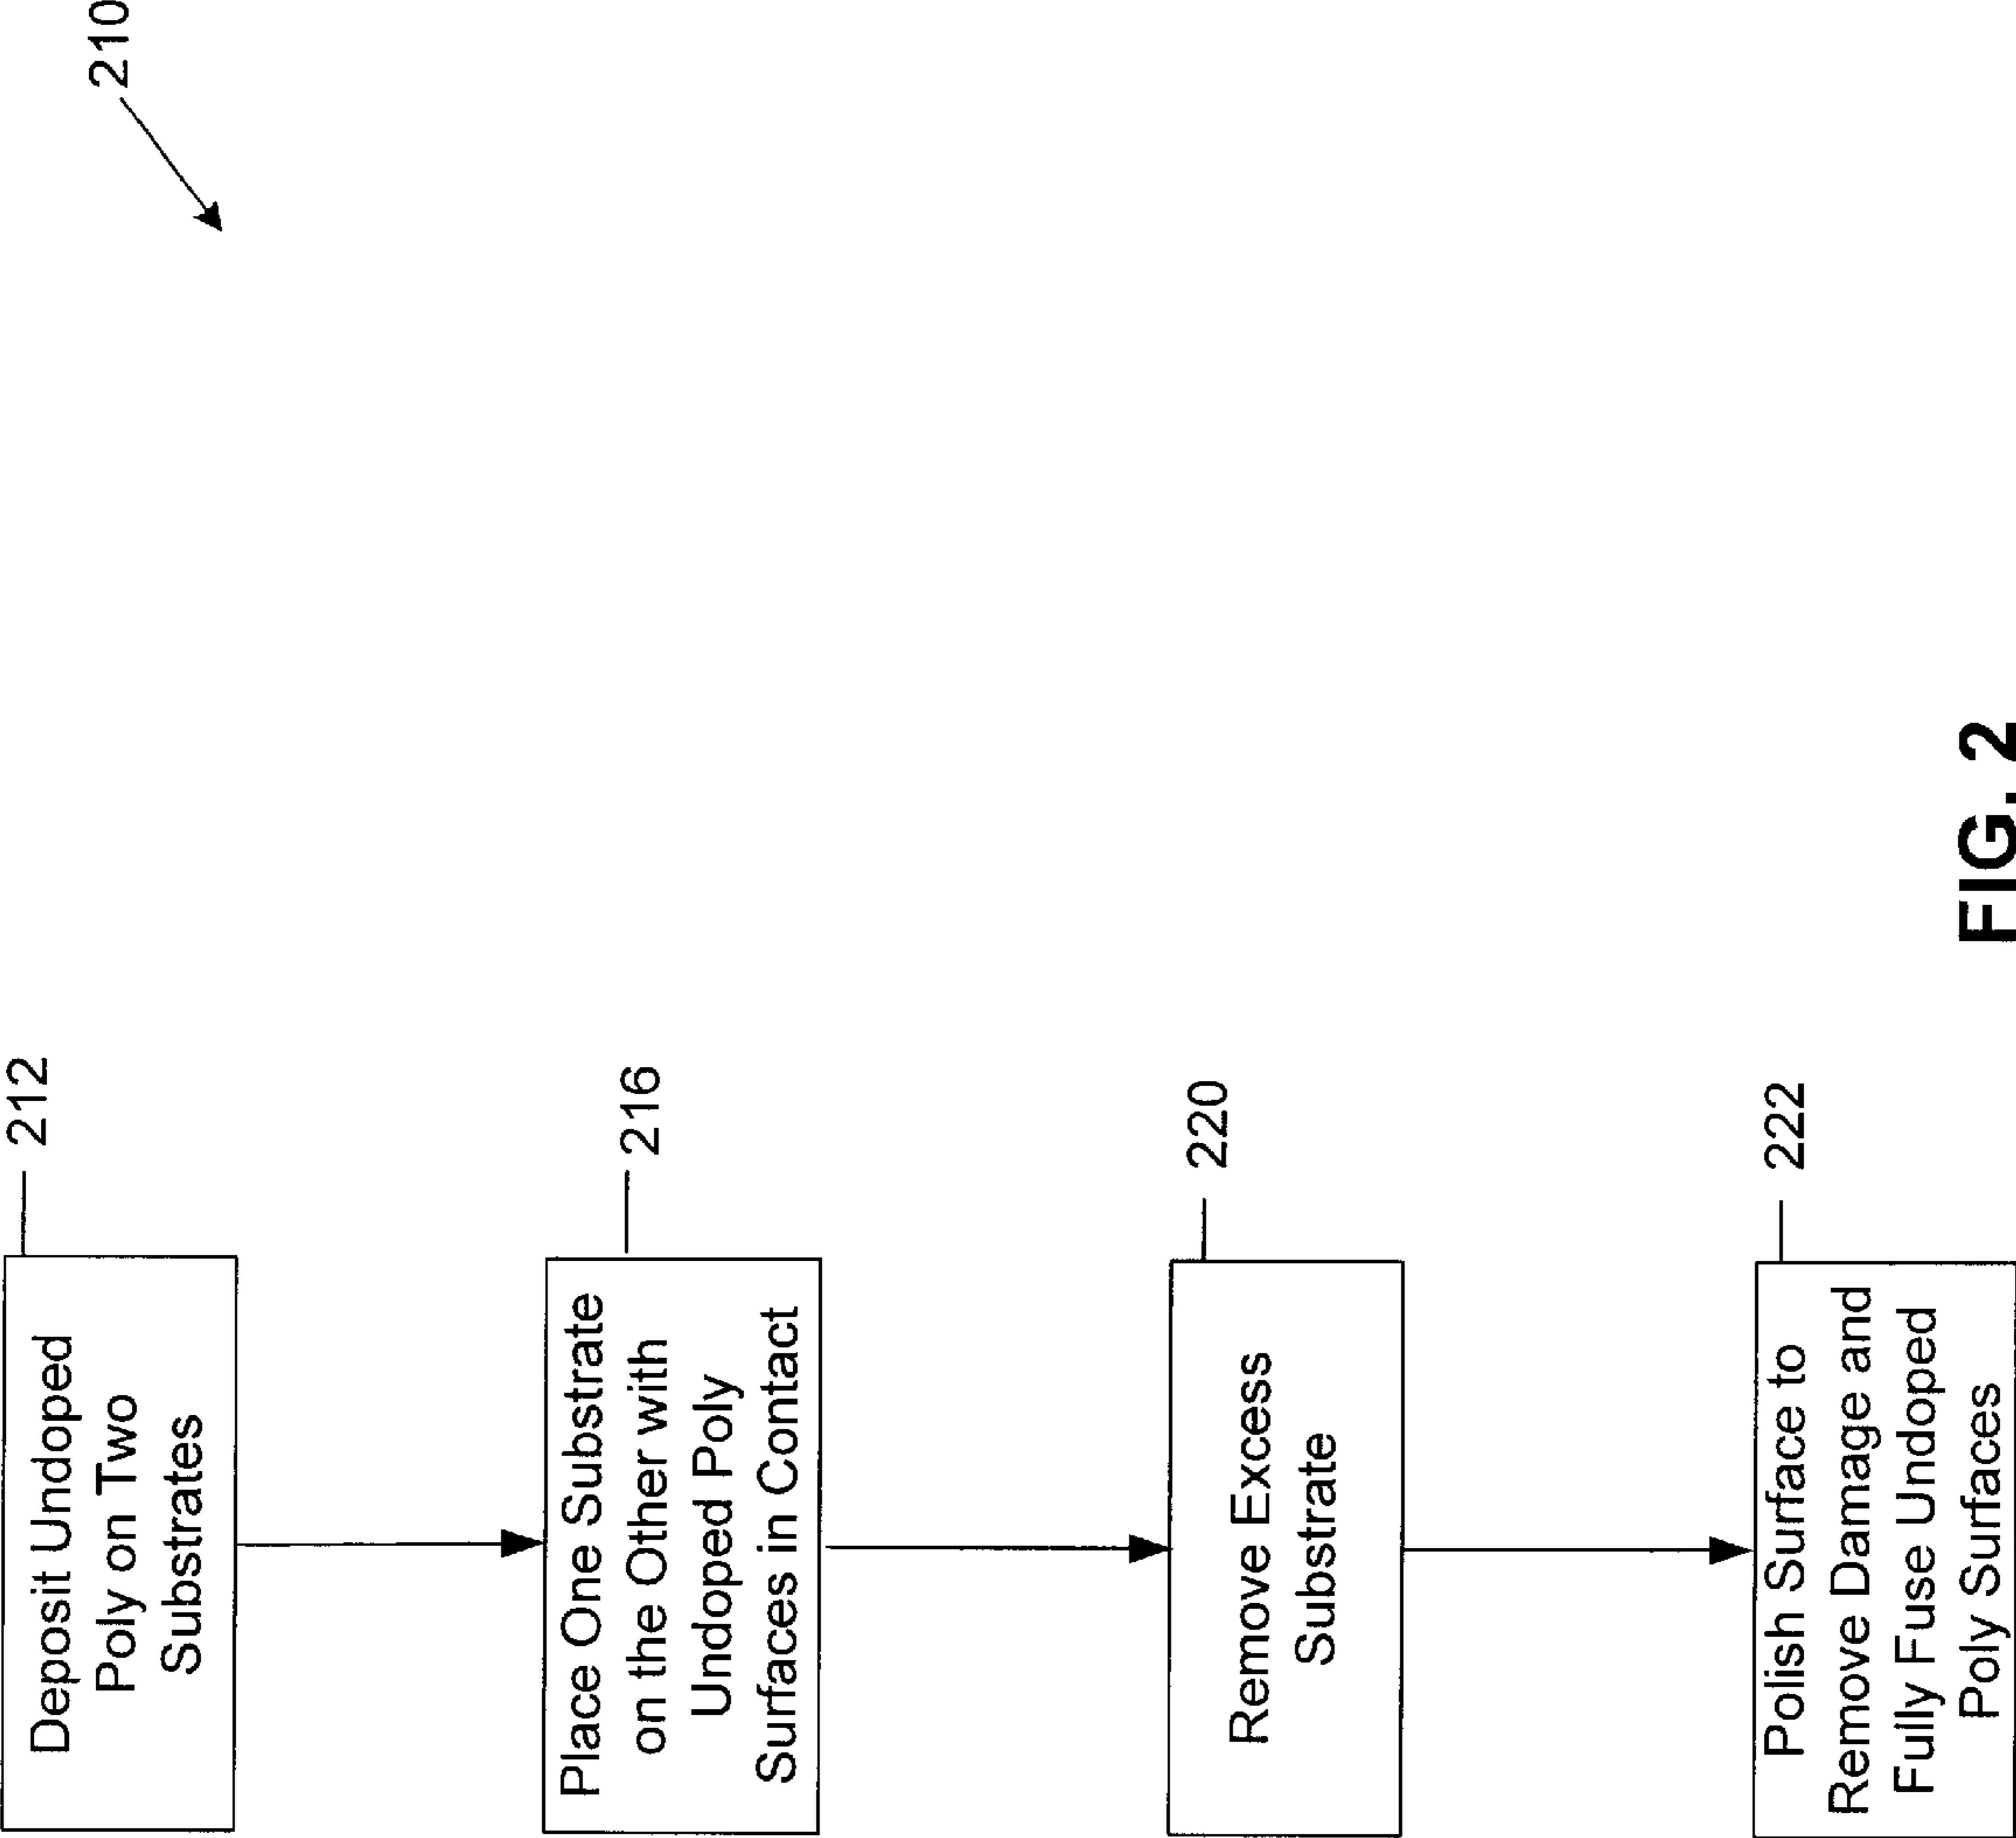 210
212
Deposit Undoped
Poly on Two
Substrates
216
Place One Substrate
on the Other with
Undoped Poly
Surfaces in Contact
220
Remove Excess
Substrate
222
Polish Surface to
Remove Damage and
Fully Fuse Undoped
Poly Surfaces
FIG. 2